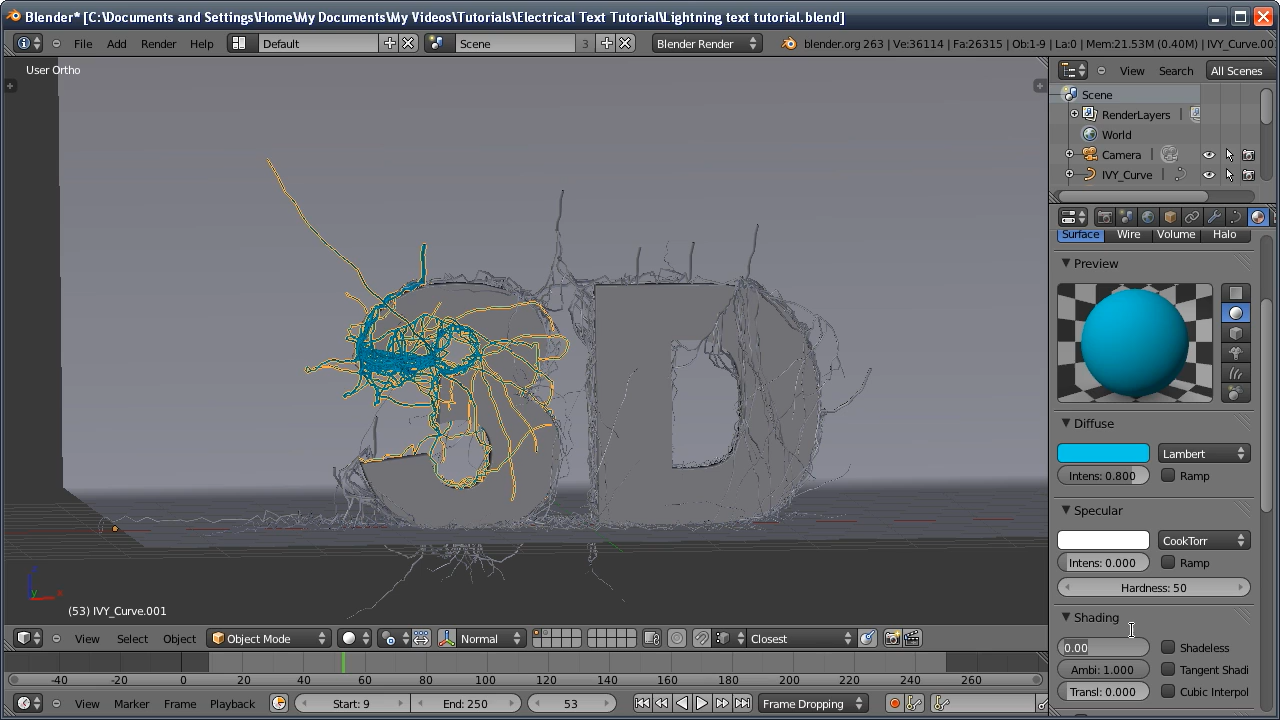 Blender* [C:\Documents and Settings\Home\My Documents\My Videos\Tutorials\Electrical Text Tutorial\Lightning text tutorial.blend]
File Add Render Help Default Scene 3 Blender Render blender.org 263 | Ve:36114 | Fa:26315 | Ob:1-9 | La:0 | Mem:21.53M (0.40M) | IVY_Curve.00
User Ortho
View Search All Scenes
Scene
RenderLayers
World
Camera
IVY_Curve
Surface Wire Volume Halo
Preview
Diffuse
Lambert
Intens: 0.800 Ramp
Specular
CookTorr
Intens: 0.000 Ramp
Hardness: 50
Shading
0.00 Shadeless
Ambi: 1.000 Tangent Shadi
Transl: 0.000 Cubic Interpol
3D
(53) IVY_Curve.001
View Select Object Object Mode Normal Closest
-40 -20 0 20 40 60 80 100 120 140 160 180 200 220 240 260
View Marker Frame Playback Start: 9 End: 250 53 Frame Dropping